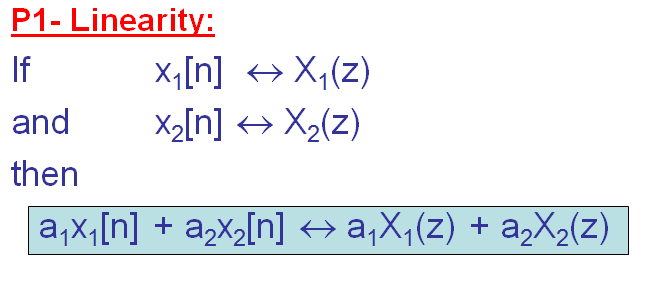 P1- Linearity:
If x₁[n] ↔ X₁(z)
and x₂[n] ↔ X₂(z)
then
a₁x₁[n] + a₂x₂[n] ↔ a₁X₁(z) + a₂X₂(z)